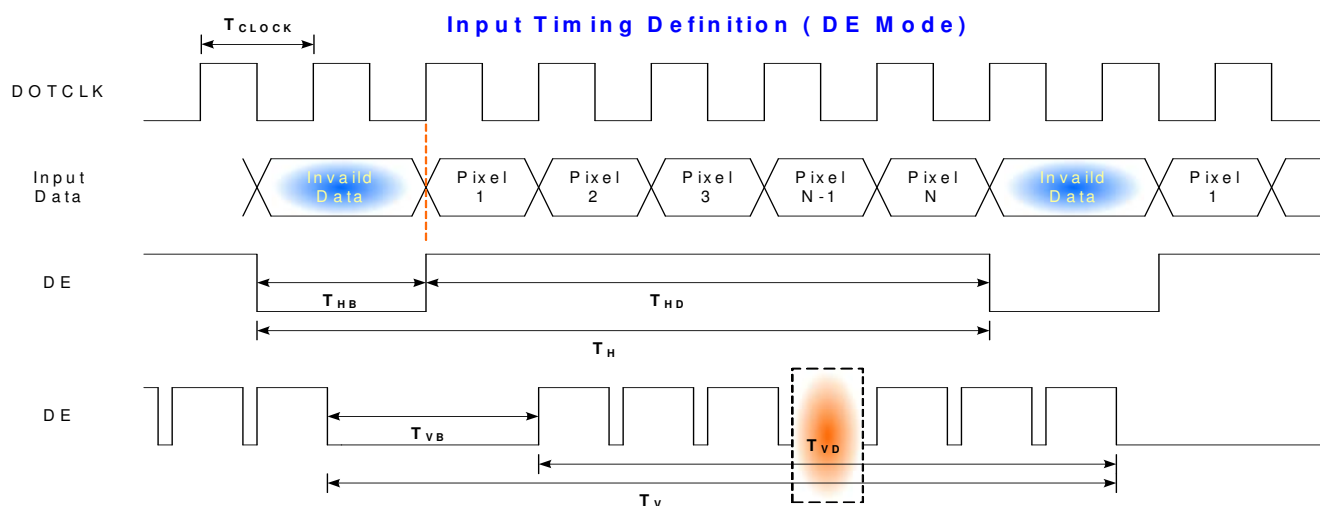 Input Timing Definition ( DE Mode)
TCLOCK
DOTCLK
Input
Data
Invaild
Data
Pixel
1
Pixel
2
Pixel
3
Pixel
N-1
Pixel
N
Invaild
Data
Pixel
1
DE
THB
THD
TH
DE
TVB
TVD
TV